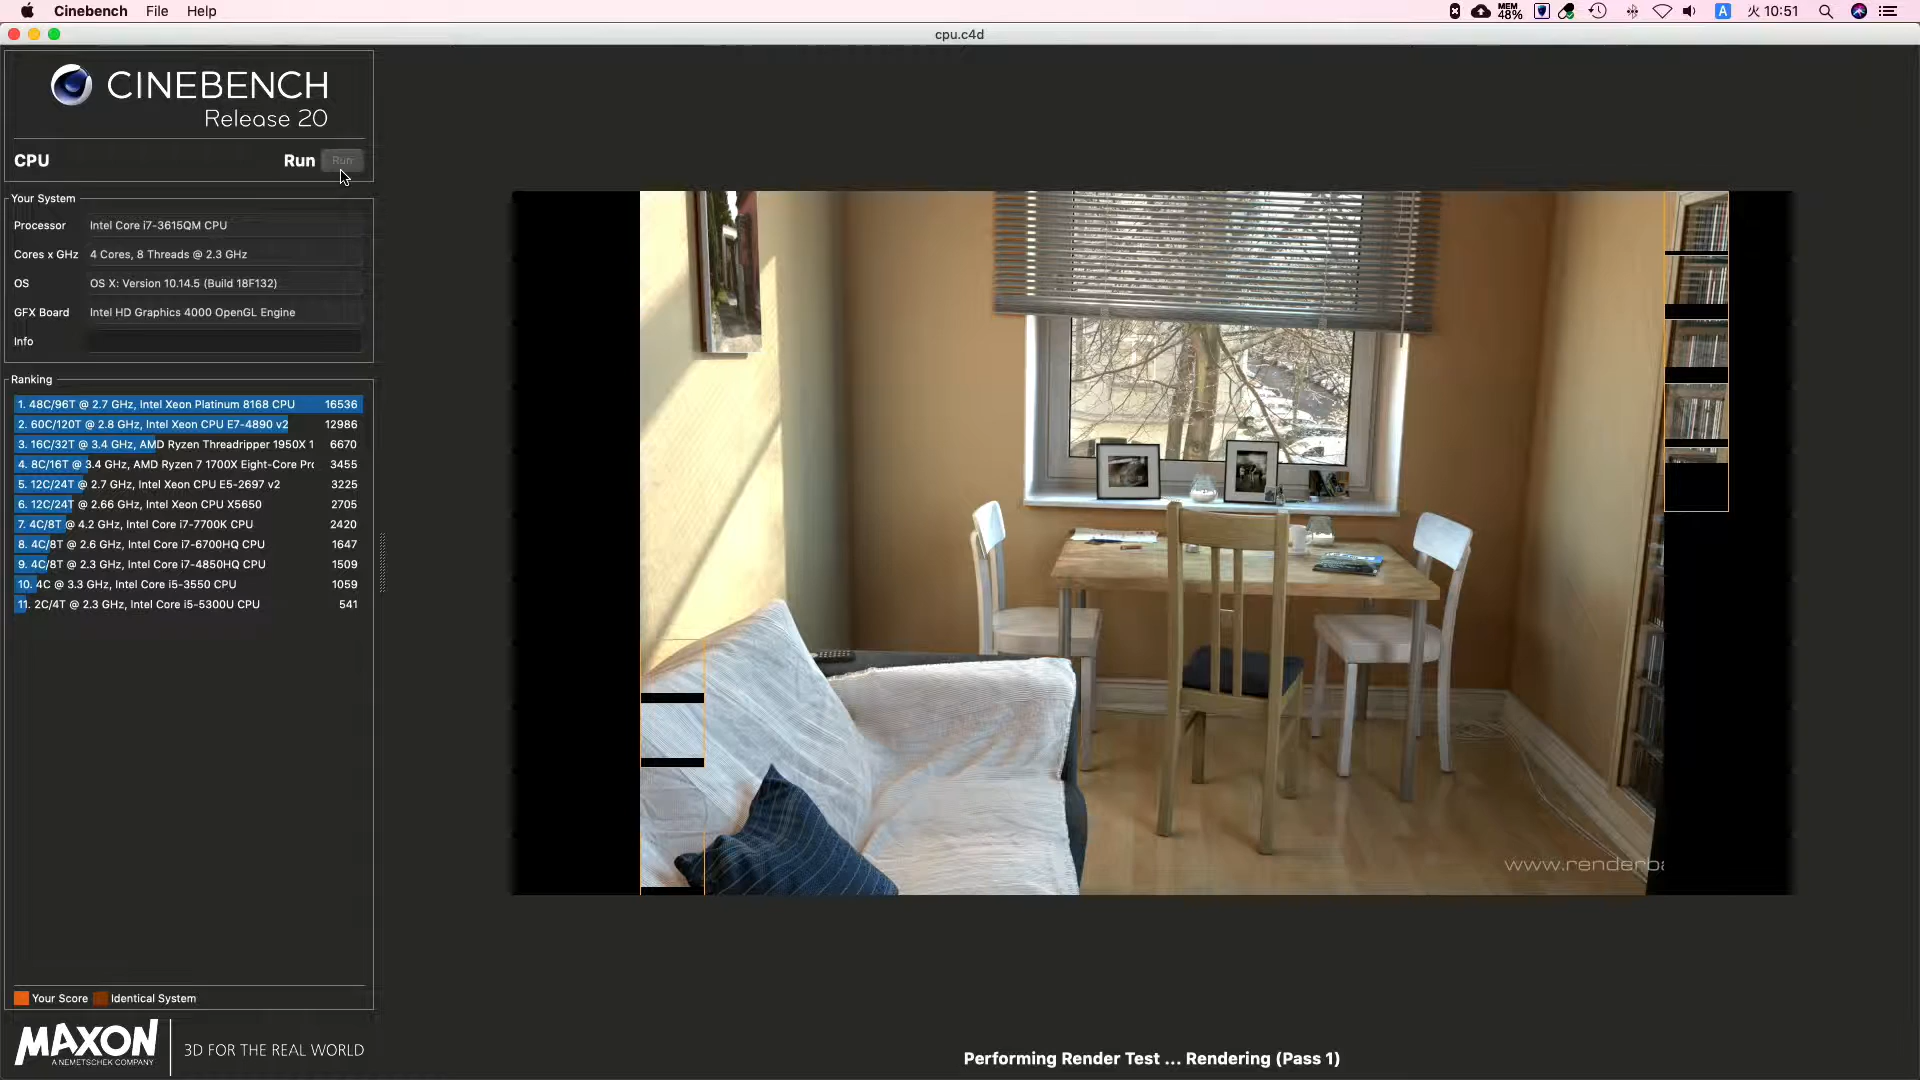 Cinebench File Help
MEM 48% A 火 10:51
cpu.c4d
CINEBENCH
Release 20
CPU Run Run
Your System
Processor Intel Core i7-3615QM CPU
Cores x GHz 4 Cores, 8 Threads @ 2.3 GHz
OS OS X: Version 10.14.5 (Build 18F132)
GFX Board Intel HD Graphics 4000 OpenGL Engine
Info
Ranking
1. 48C/96T @ 2.7 GHz, Intel Xeon Platinum 8168 CPU 16536
2. 60C/120T @ 2.8 GHz, Intel Xeon CPU E7-4890 v2 12986
3. 16C/32T @ 3.4 GHz, AMD Ryzen Threadripper 1950X 1 6670
4. 8C/16T @ 3.4 GHz, AMD Ryzen 7 1700X Eight-Core Pro 3455
5. 12C/24T @ 2.7 GHz, Intel Xeon CPU E5-2697 v2 3225
6. 12C/24T @ 2.66 GHz, Intel Xeon CPU X5650 2705
7. 4C/8T @ 4.2 GHz, Intel Core i7-7700K CPU 2420
8. 4C/8T @ 2.6 GHz, Intel Core i7-6700HQ CPU 1647
9. 4C/8T @ 2.3 GHz, Intel Core i7-4850HQ CPU 1509
10. 4C @ 3.3 GHz, Intel Core i5-3550 CPU 1059
11. 2C/4T @ 2.3 GHz, Intel Core i5-5300U CPU 541
www.renderba
Your Score Identical System
MAXON
A NEMETSCHEK COMPANY
3D FOR THE REAL WORLD
Performing Render Test ... Rendering (Pass 1)